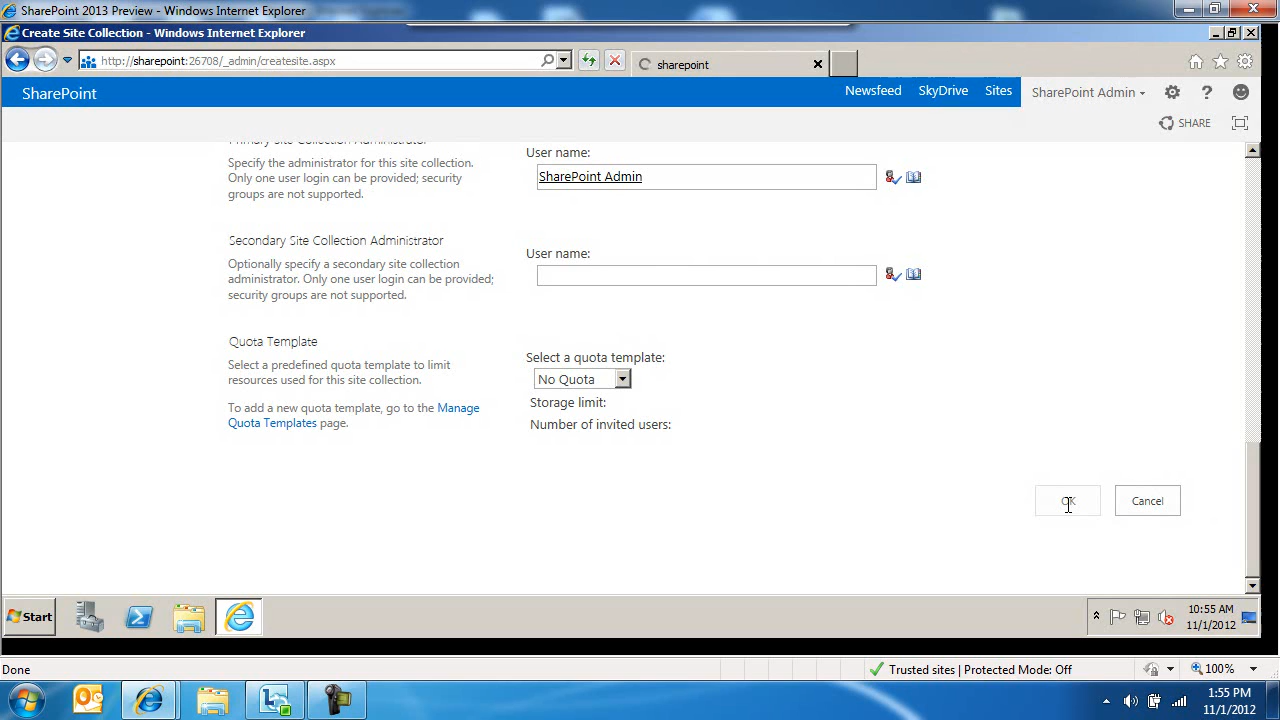 SharePoint 2013 Preview - Windows Internet Explorer
Create Site Collection - Windows Internet Explorer
http://sharepoint:26708/_admin/createsite.aspx
sharepoint
SharePoint
Newsfeed SkyDrive Sites SharePoint Admin
SHARE
Primary Site Collection Administrator
Specify the administrator for this site collection.
Only one user login can be provided; security
groups are not supported.
User name:
SharePoint Admin
Secondary Site Collection Administrator
Optionally specify a secondary site collection
administrator. Only one user login can be provided;
security groups are not supported.
User name:
Quota Template
Select a predefined quota template to limit
resources used for this site collection.
To add a new quota template, go to the Manage
Quota Templates page.
Select a quota template:
No Quota
Storage limit:
Number of invited users:
OK
Cancel
Start
10:55 AM
11/1/2012
Done
Trusted sites | Protected Mode: Off
100%
1:55 PM
11/1/2012